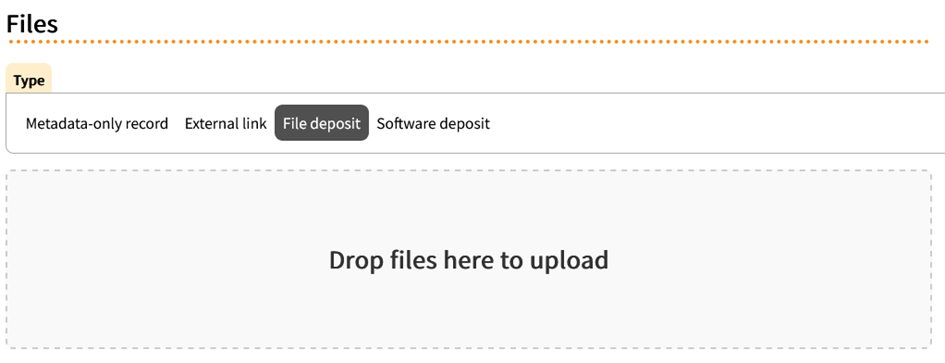 Files
Type
Metadata-only record External link File deposit Software deposit
Drop files here to upload